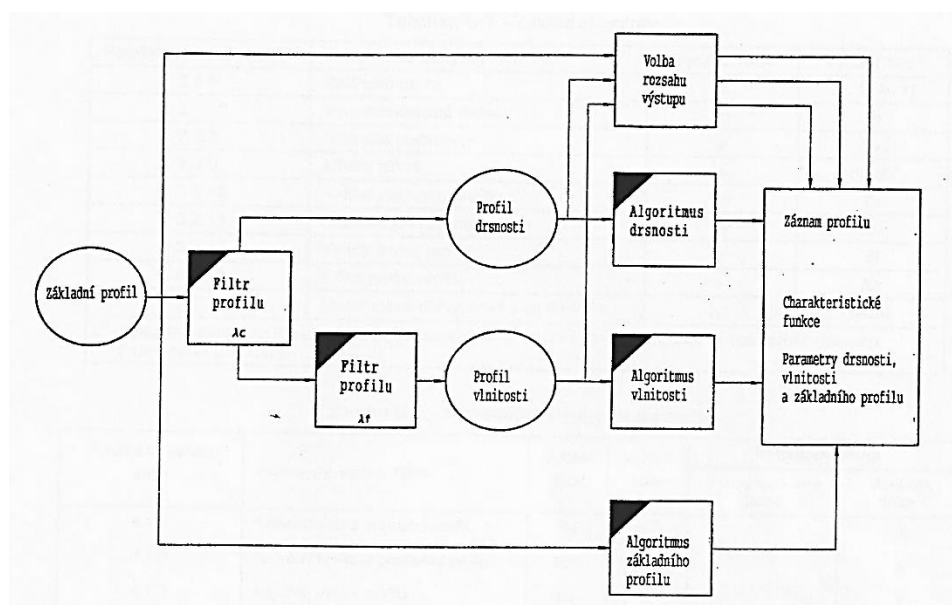 Volba
rozsahu
výstupu
Profil
drsnosti
Algoritmus
drsnosti
Záznam profilu
Základní profil
Filtr
profilu
λc
Charakteristické
funkce
Filtr
profilu
λf
Profil
vlnitosti
Algoritmus
vlnitosti
Parametry drsnosti,
vlnitosti
a základního profilu
Algoritmus
základního
profilu